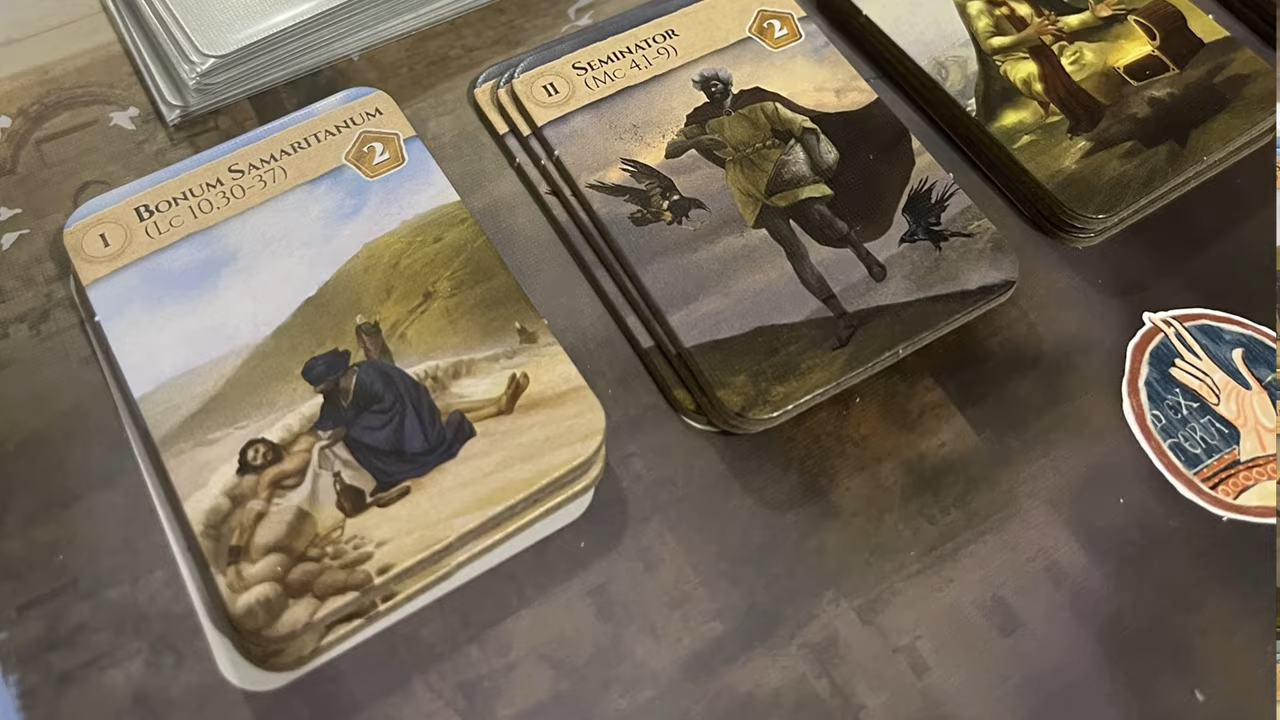 I
BONUM SAMARITANUM
(LC 10,30-37)
2
II
SEMINATOR
(MC 4,1-9)
2